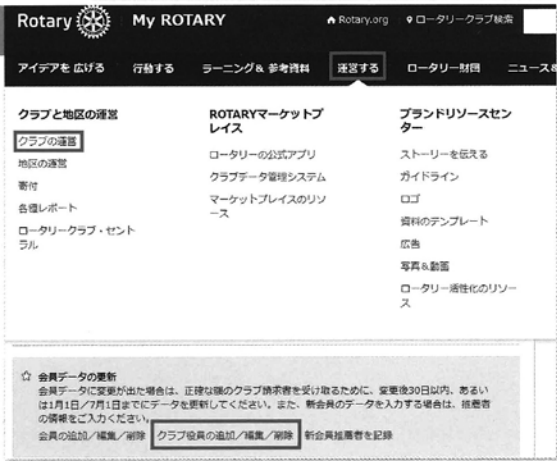 Rotary My ROTARY Rotary.org ロータリークラブ検索
アイデアを 広げる 行動する ラーニング& 参考資料 運営する ロータリー財団 ニュース&
クラブと地区の運営
クラブの運営
地区の運営
寄付
各種レポート
ロータリークラブ・セント
ラル
ROTARYマーケットプ
レイス
ロータリーの公式アプリ
クラブデータ管理システム
マーケットプレイスのリソ
ース
ブランドリソースセン
ター
ストーリーを伝える
ガイドライン
ロゴ
資料のテンプレート
広告
写真&動画
ロータリー活性化のリソー
ス
会員データの更新
会員データに変更が出た場合は、正確な額のクラブ請求書を受け取るために、変更後30日以内、あるい
は1月1日/7月1日までにデータを更新してください。また、新会員のデータを入力する場合は、推薦者
の情報をご入力ください。
会員の追加/編集/削除 クラブ役員の追加/編集/削除 新会員推薦者を記録